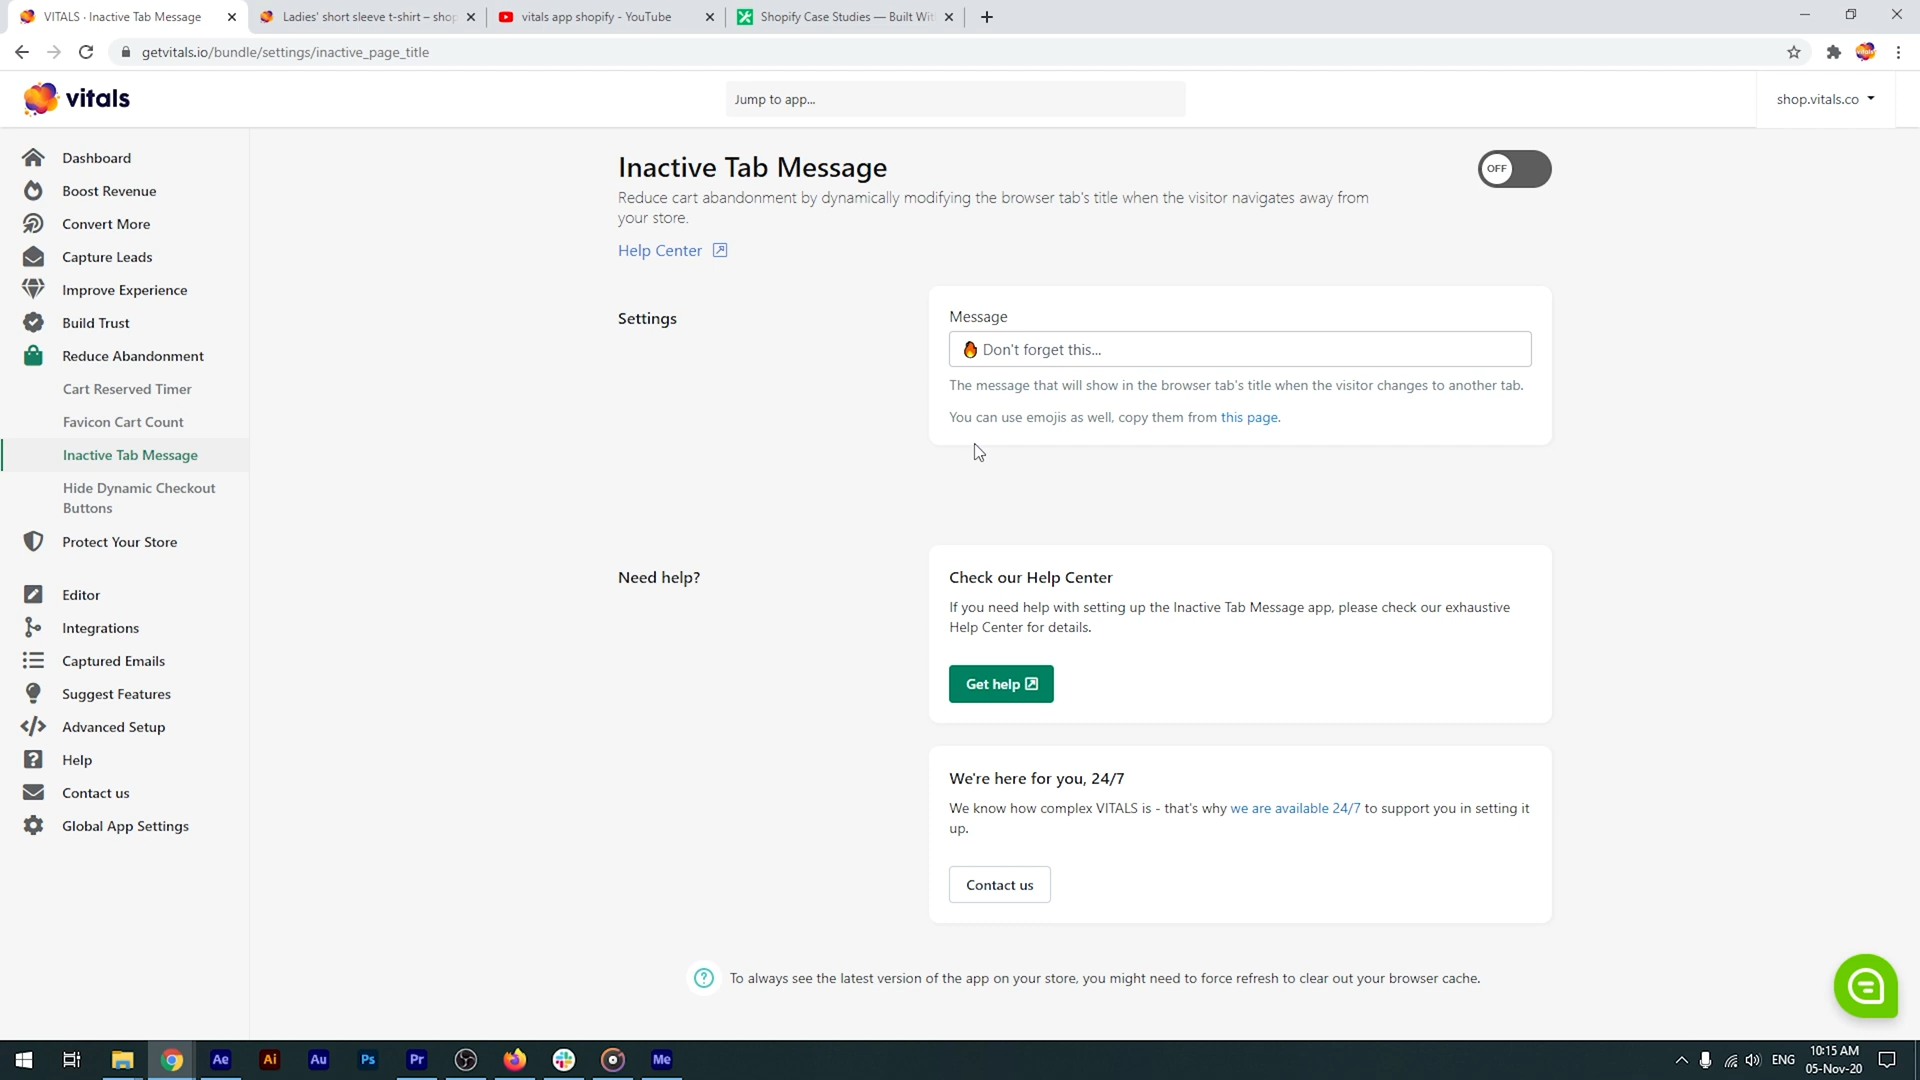 VITALS · Inactive Tab Message
Ladies' short sleeve t-shirt – shop
vitals app shopify - YouTube
Shopify Case Studies — Built Wit
getvitals.io/bundle/settings/inactive_page_title
vitals
vitals
Jump to app...
shop.vitals.co
Dashboard
Boost Revenue
Convert More
Capture Leads
Improve Experience
Build Trust
Reduce Abandonment
Cart Reserved Timer
Favicon Cart Count
Inactive Tab Message
Hide Dynamic Checkout
Buttons
Protect Your Store
Editor
Integrations
Captured Emails
Suggest Features
Advanced Setup
Help
Contact us
Global App Settings
Inactive Tab Message
OFF
Reduce cart abandonment by dynamically modifying the browser tab's title when the visitor navigates away from
your store.
Help Center
Settings
Message
🔥 Don't forget this...
The message that will show in the browser tab's title when the visitor changes to another tab.
You can use emojis as well, copy them from this page.
Need help?
Check our Help Center
If you need help with setting up the Inactive Tab Message app, please check our exhaustive
Help Center for details.
Get help
We're here for you, 24/7
We know how complex VITALS is - that's why we are available 24/7 to support you in setting it
up.
Contact us
To always see the latest version of the app on your store, you might need to force refresh to clear out your browser cache.
Ae
Ai
Au
Ps
Pr
Me
ENG
10:15 AM
05-Nov-20